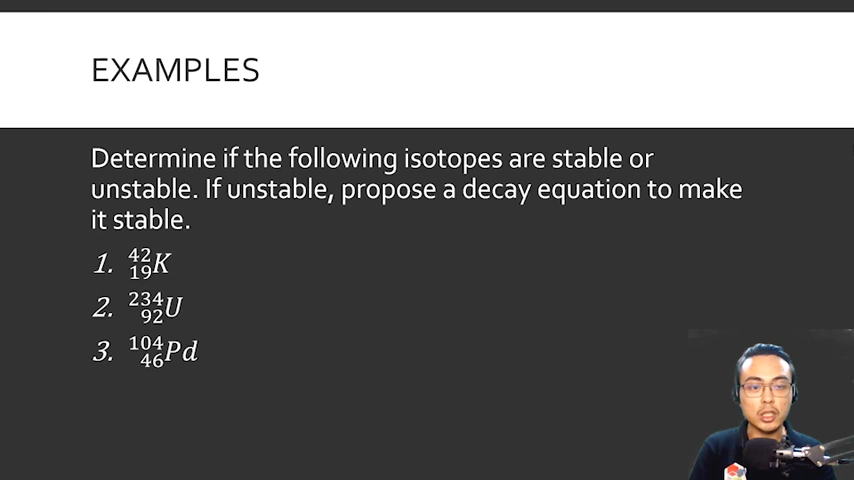 EXAMPLES
Determine if the following isotopes are stable or
unstable. If unstable, propose a decay equation to make
it stable.
1. ⁴²₁₉K
2. ²³⁴₉₂U
3. ¹⁰⁴₄₆Pd